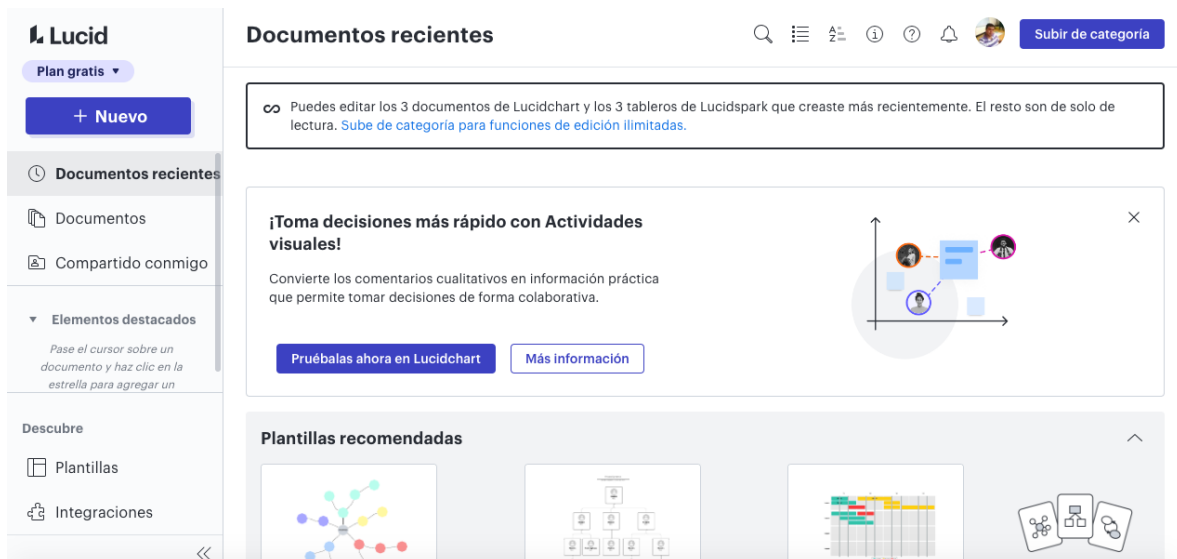 Lucid
Plan gratis
+ Nuevo
Documentos recientes
Documentos
Compartido conmigo
Elementos destacados
Pase el cursor sobre un
documento y haz clic en la
estrella para agregar un
Descubre
Plantillas
Integraciones
Documentos recientes
Subir de categoría
Puedes editar los 3 documentos de Lucidchart y los 3 tableros de Lucidspark que creaste más recientemente. El resto son de solo de
lectura. Sube de categoría para funciones de edición ilimitadas.
¡Toma decisiones más rápido con Actividades
visuales!
Convierte los comentarios cualitativos en información práctica
que permite tomar decisiones de forma colaborativa.
Pruébalas ahora en Lucidchart
Más información
Plantillas recomendadas